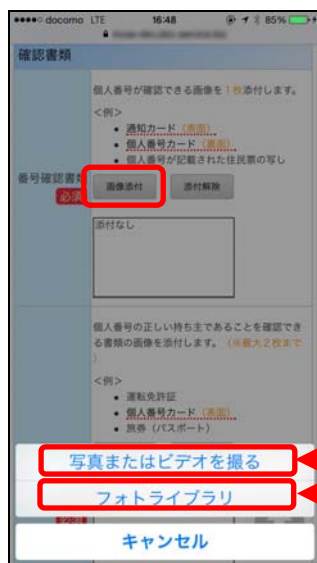 docomo LTE 16:48 85%
確認書類
個人番号が確認できる画像を1枚添付します。
<例>
• 通知カード（表面）
• 個人番号カード（裏面）
• 個人番号が記載された住民票の写し
番号確認書類
必須
画像添付 添付解除
添付なし
個人番号の正しい持ち主であることを確認でき
る書類の画像を添付します。（※最大2枚まで
）
<例>
• 運転免許証
• 個人番号カード（表面）
• 旅券（パスポート）
写真またはビデオを撮る
フォトライブラリ
必須
キャンセル